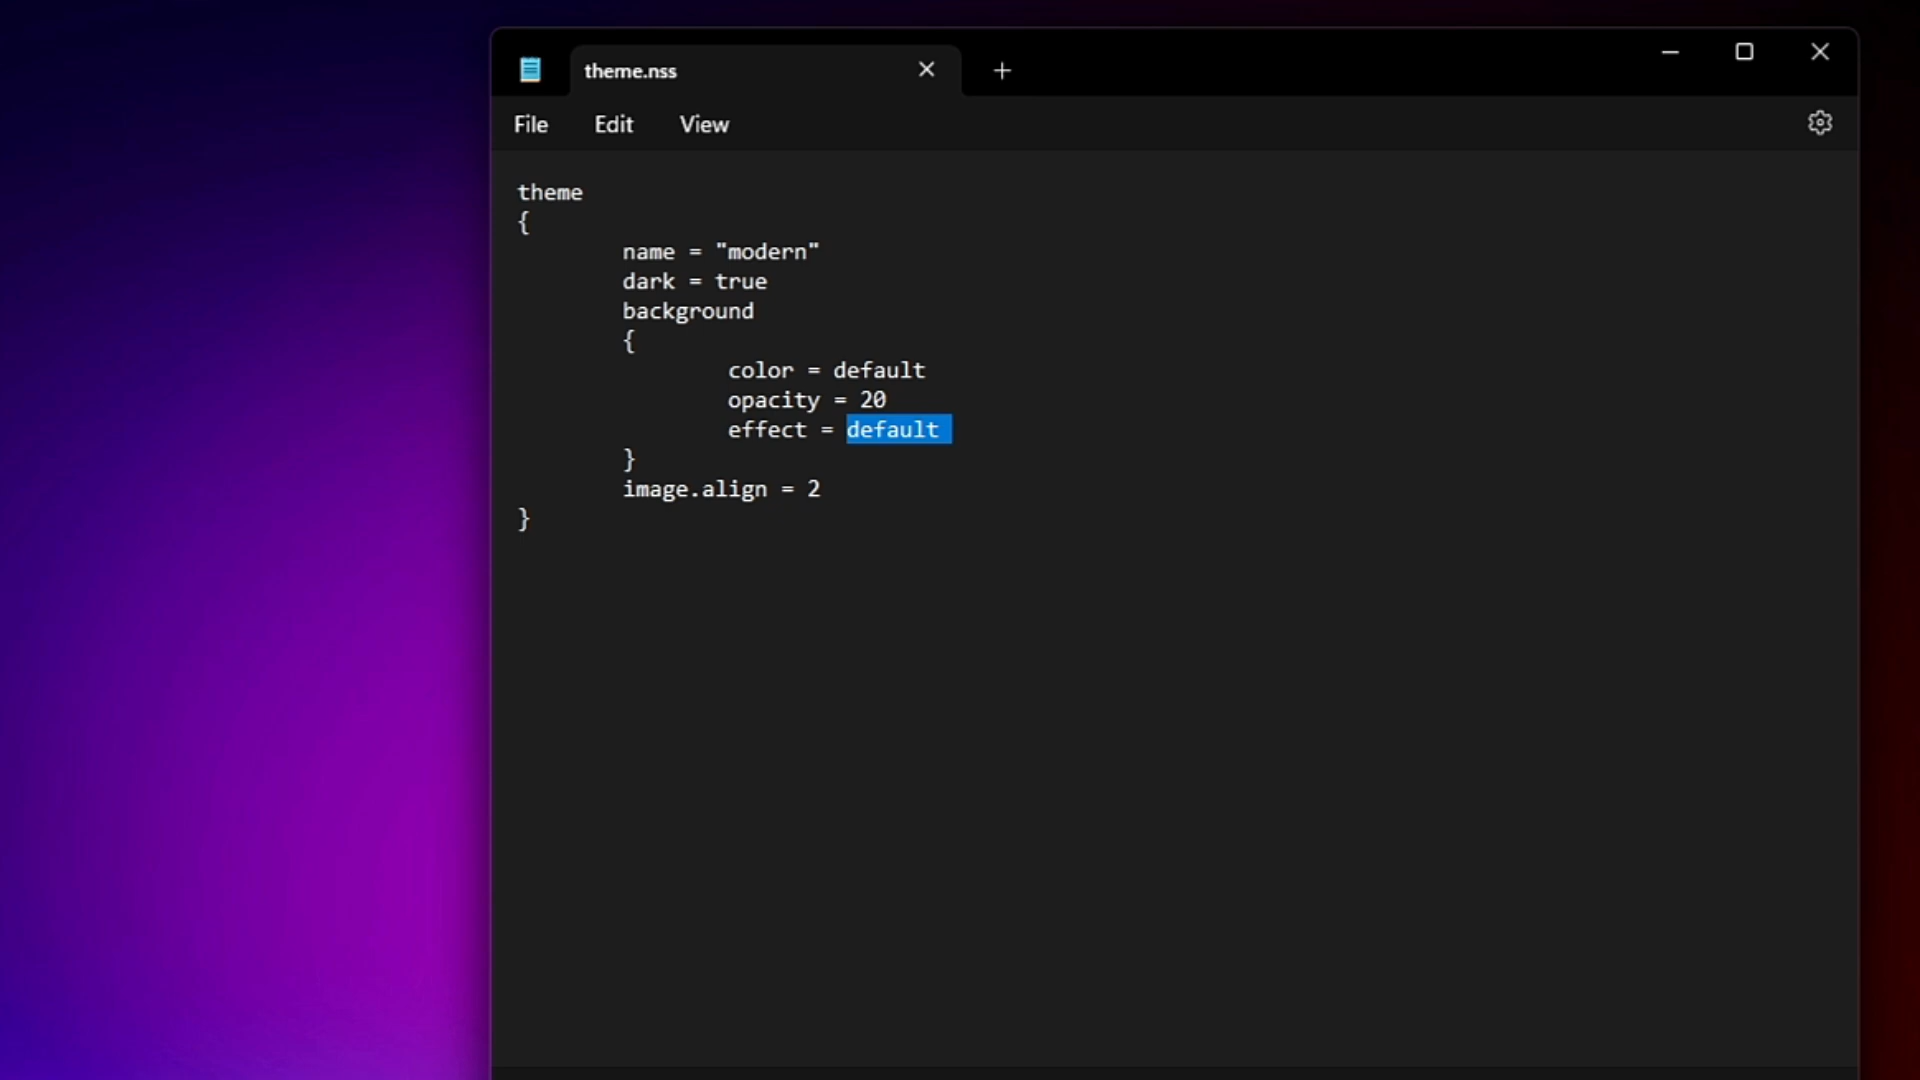 theme.nss
File Edit View
theme
{
name = "modern"
dark = true
background
{
color = default
opacity = 20
effect = default
}
image.align = 2
}